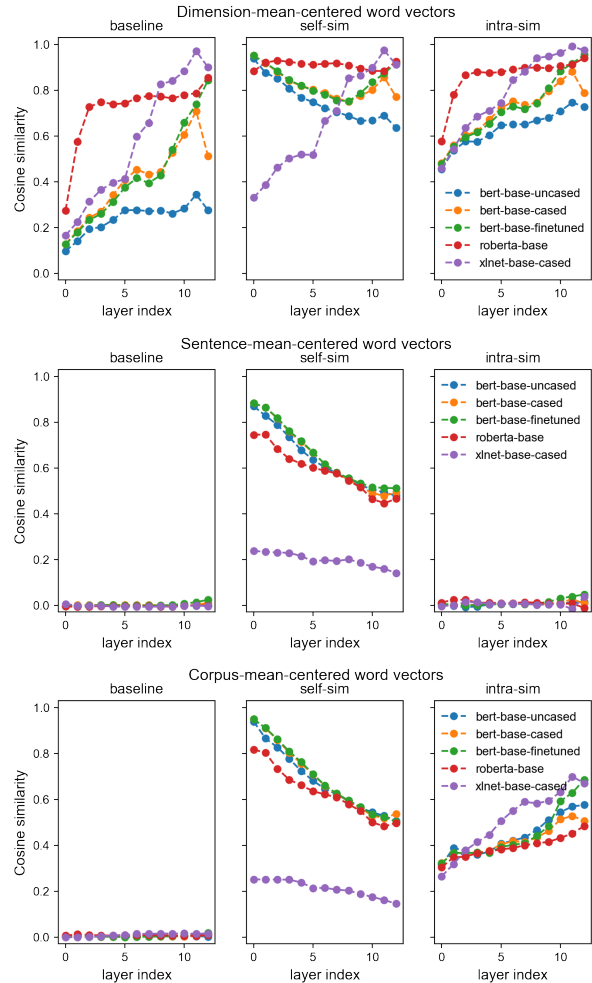 Dimension-mean-centered word vectors
baseline self-sim intra-sim
Cosine similarity
1.0
0.8
0.6
0.4
0.2
0.0
bert-base-uncased
bert-base-cased
bert-base-finetuned
roberta-base
xlnet-base-cased
0 5 10 0 5 10 0 5 10
layer index layer index layer index
Sentence-mean-centered word vectors
baseline self-sim intra-sim
Cosine similarity
1.0
0.8
0.6
0.4
0.2
0.0
bert-base-uncased
bert-base-cased
bert-base-finetuned
roberta-base
xlnet-base-cased
0 5 10 0 5 10 0 5 10
layer index layer index layer index
Corpus-mean-centered word vectors
baseline self-sim intra-sim
Cosine similarity
1.0
0.8
0.6
0.4
0.2
0.0
bert-base-uncased
bert-base-cased
bert-base-finetuned
roberta-base
xlnet-base-cased
0 5 10 0 5 10 0 5 10
layer index layer index layer index